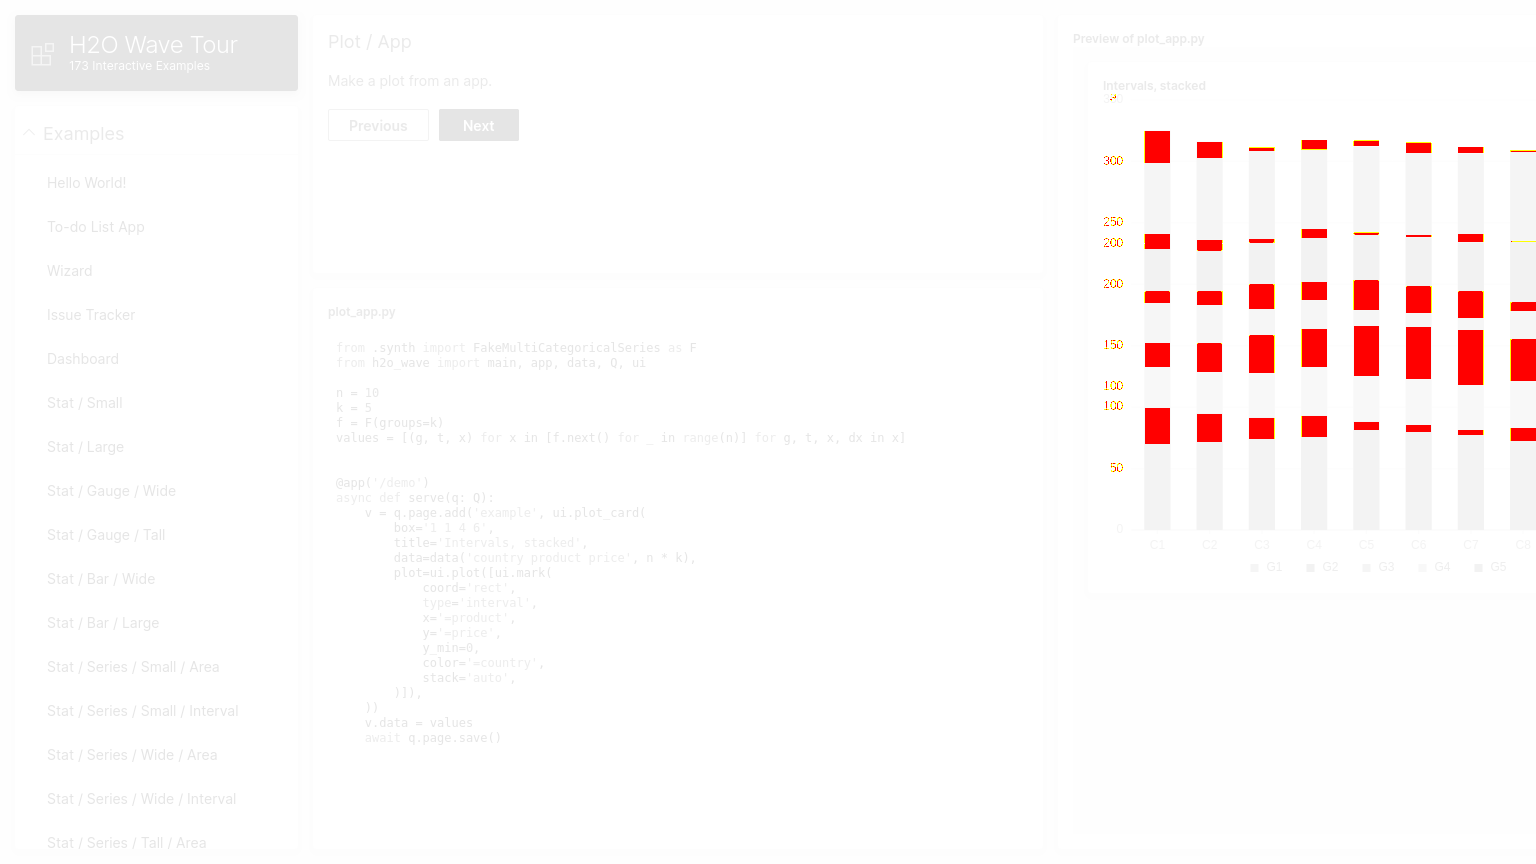 H2O Wave Tour
173 Interactive Examples
Examples
Hello World!
To-do List App
Wizard
Issue Tracker
Dashboard
Stat / Small
Stat / Large
Stat / Gauge / Wide
Stat / Gauge / Tall
Stat / Bar / Wide
Stat / Bar / Large
Stat / Series / Small / Area
Stat / Series / Small / Interval
Stat / Series / Wide / Area
Stat / Series / Wide / Interval
Stat / Series / Tall / Area
Plot / App
Make a plot from an app.
Previous
Next
plot_app.py
from .synth import FakeMultiCategoricalSeries as F
from h2o_wave import main, app, data, Q, ui
n = 10
k = 5
f = F(groups=k)
values = [(g, t, x) for x in [f.next() for _ in range(n)] for g, t, x, dx in x]
@app('/demo')
async def serve(q: Q):
v = q.page.add('example', ui.plot_card(
box='1 1 4 6',
title='Intervals, stacked',
data=data('country product price', n * k),
plot=ui.plot([ui.mark(
coord='rect',
type='interval',
x='=product',
y='=price',
y_min=0,
color='=country',
stack='auto',
)]),
))
v.data = values
await q.page.save()
Preview of plot_app.py
Intervals, stacked
300
250
200
200
150
100
100
50
0
C1 C2 C3 C4 C5 C6 C7 C8
G1 G2 G3 G4 G5